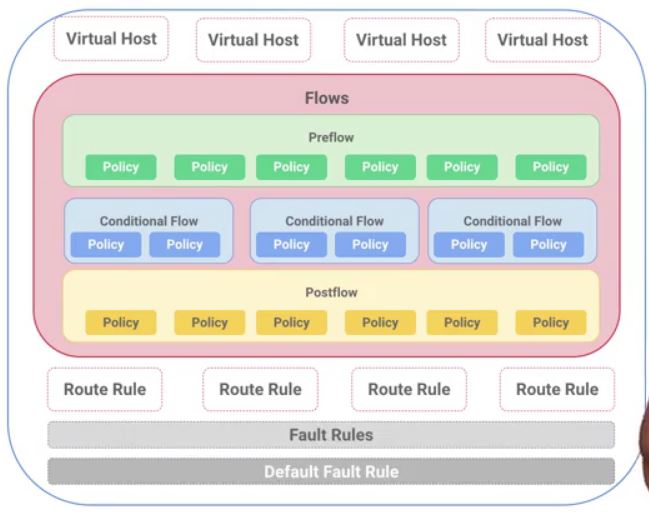 Virtual Host Virtual Host Virtual Host Virtual Host
Flows
Preflow
Policy Policy Policy Policy Policy Policy
Conditional Flow Conditional Flow Conditional Flow
Policy Policy Policy Policy Policy Policy
Postflow
Policy Policy Policy Policy Policy Policy
Route Rule Route Rule Route Rule Route Rule
Fault Rules
Default Fault Rule